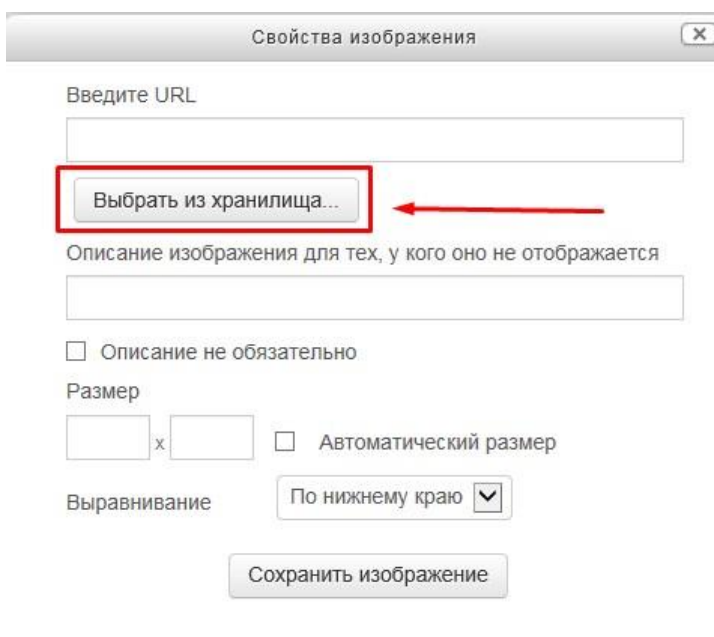 Свойства изображения
Введите URL
Выбрать из хранилища...
Описание изображения для тех, у кого оно не отображается
Описание не обязательно
Размер
x
Автоматический размер
Выравнивание
По нижнему краю
Сохранить изображение